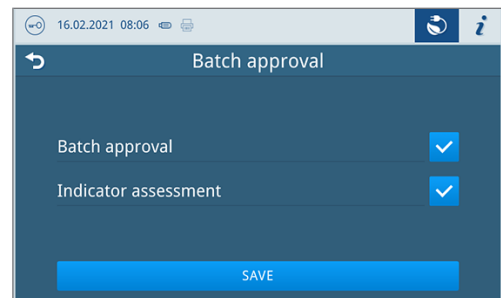 16.02.2021 08:06
i
Batch approval
Batch approval
Indicator assessment
SAVE